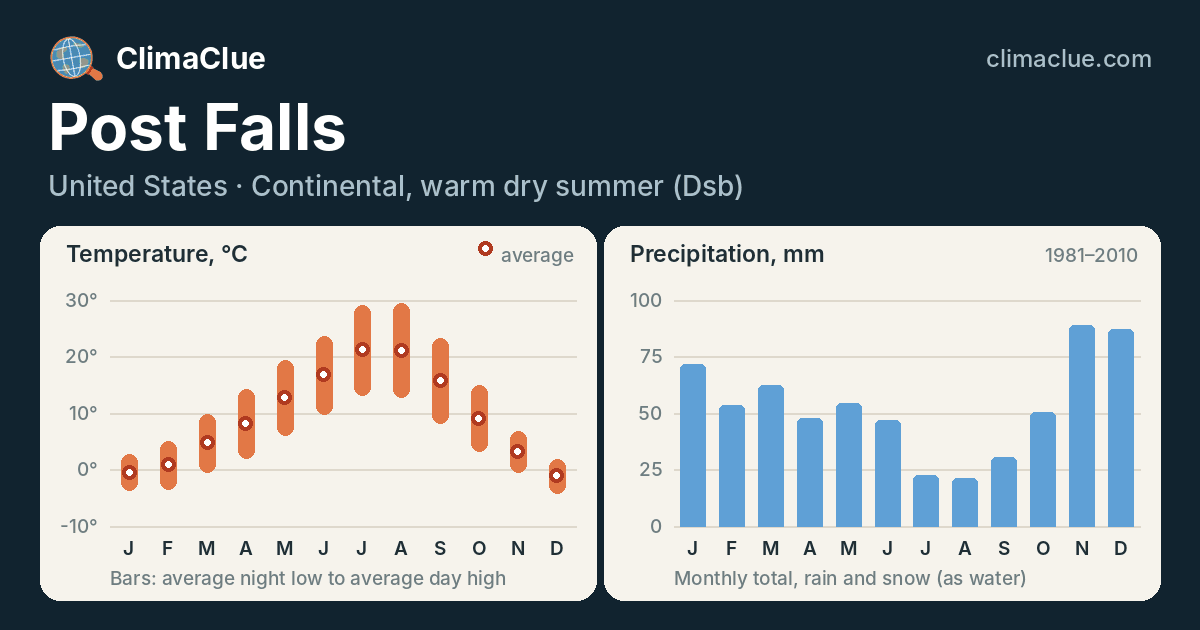 ClimaClue
climaclue.com
Post Falls
United States · Continental, warm dry summer (Dsb)
Temperature, °C
average
30°
20°
10°
0°
-10°
J F M A M J J A S O N D
Bars: average night low to average day high
Precipitation, mm
1981–2010
100
75
50
25
0
J F M A M J J A S O N D
Monthly total, rain and snow (as water)